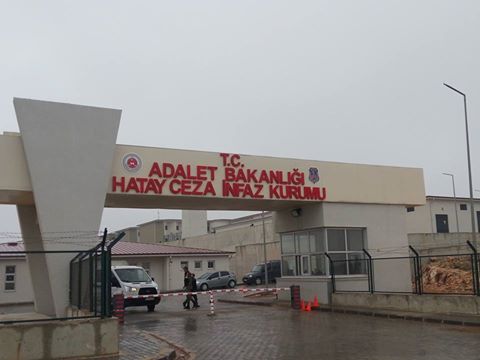 T.C.
ADALET BAKANLIĞI
HATAY CEZA İNFAZ KURUMU